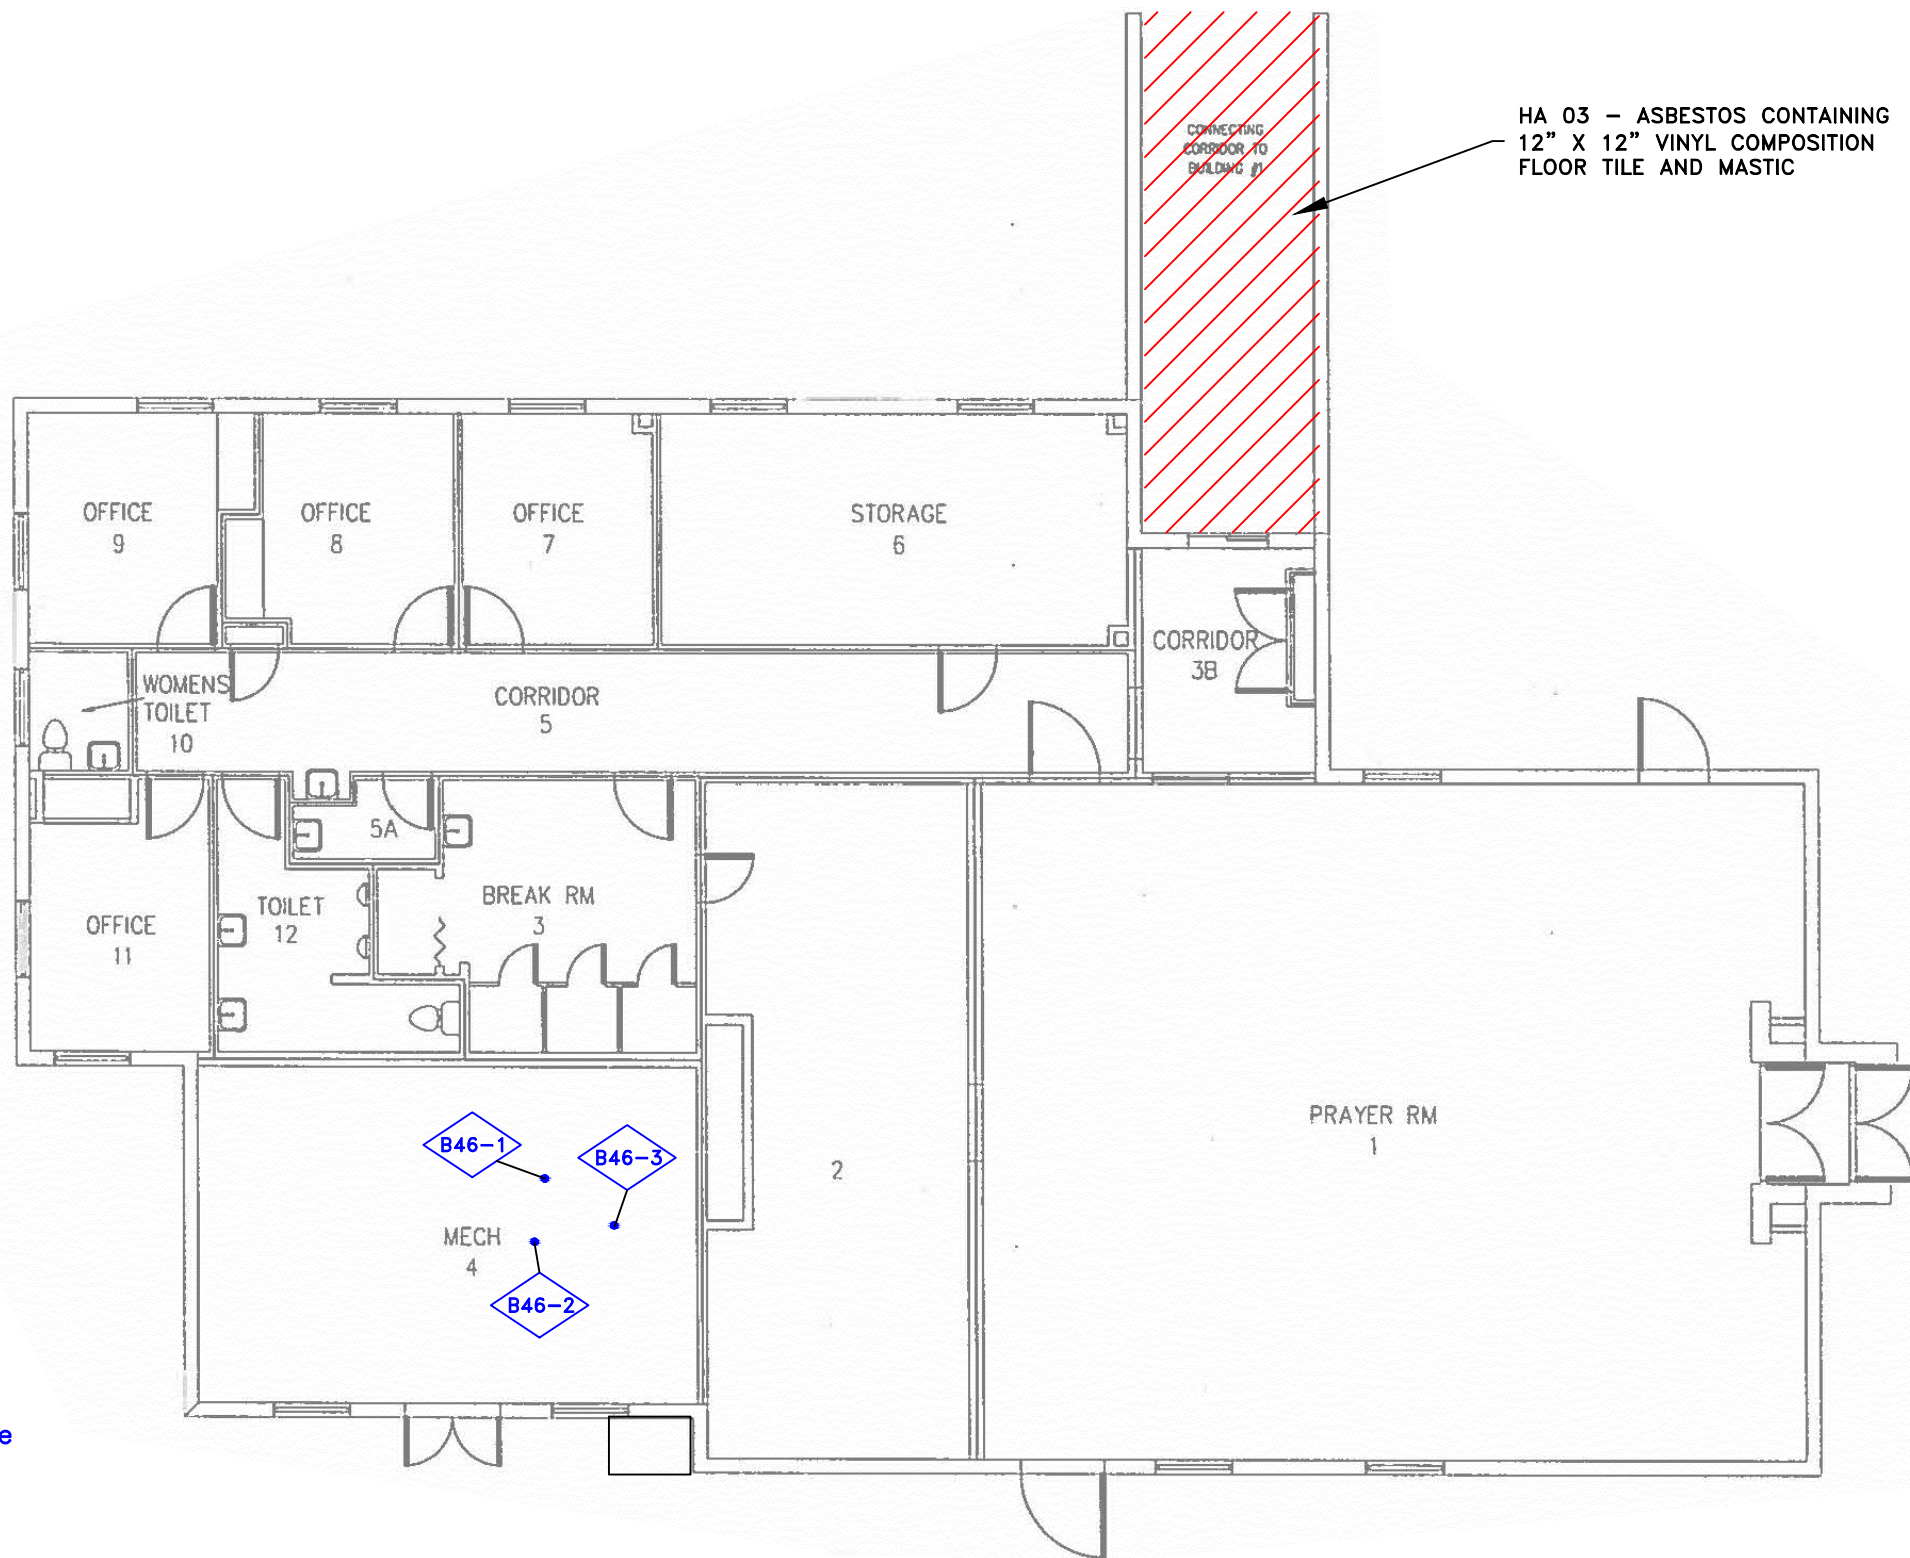 HA 03 – ASBESTOS CONTAINING
12” X 12” VINYL COMPOSITION
FLOOR TILE AND MASTIC
CONNECTING
CORRIDOR TO
BUILDING #1
OFFICE
9
OFFICE
8
OFFICE
7
STORAGE
6
CORRIDOR
3B
WOMENS
TOILET
10
CORRIDOR
5
5A
BREAK RM
3
TOILET
12
OFFICE
11
PRAYER RM
1
2
B46–1
B46–3
MECH
4
B46–2
e